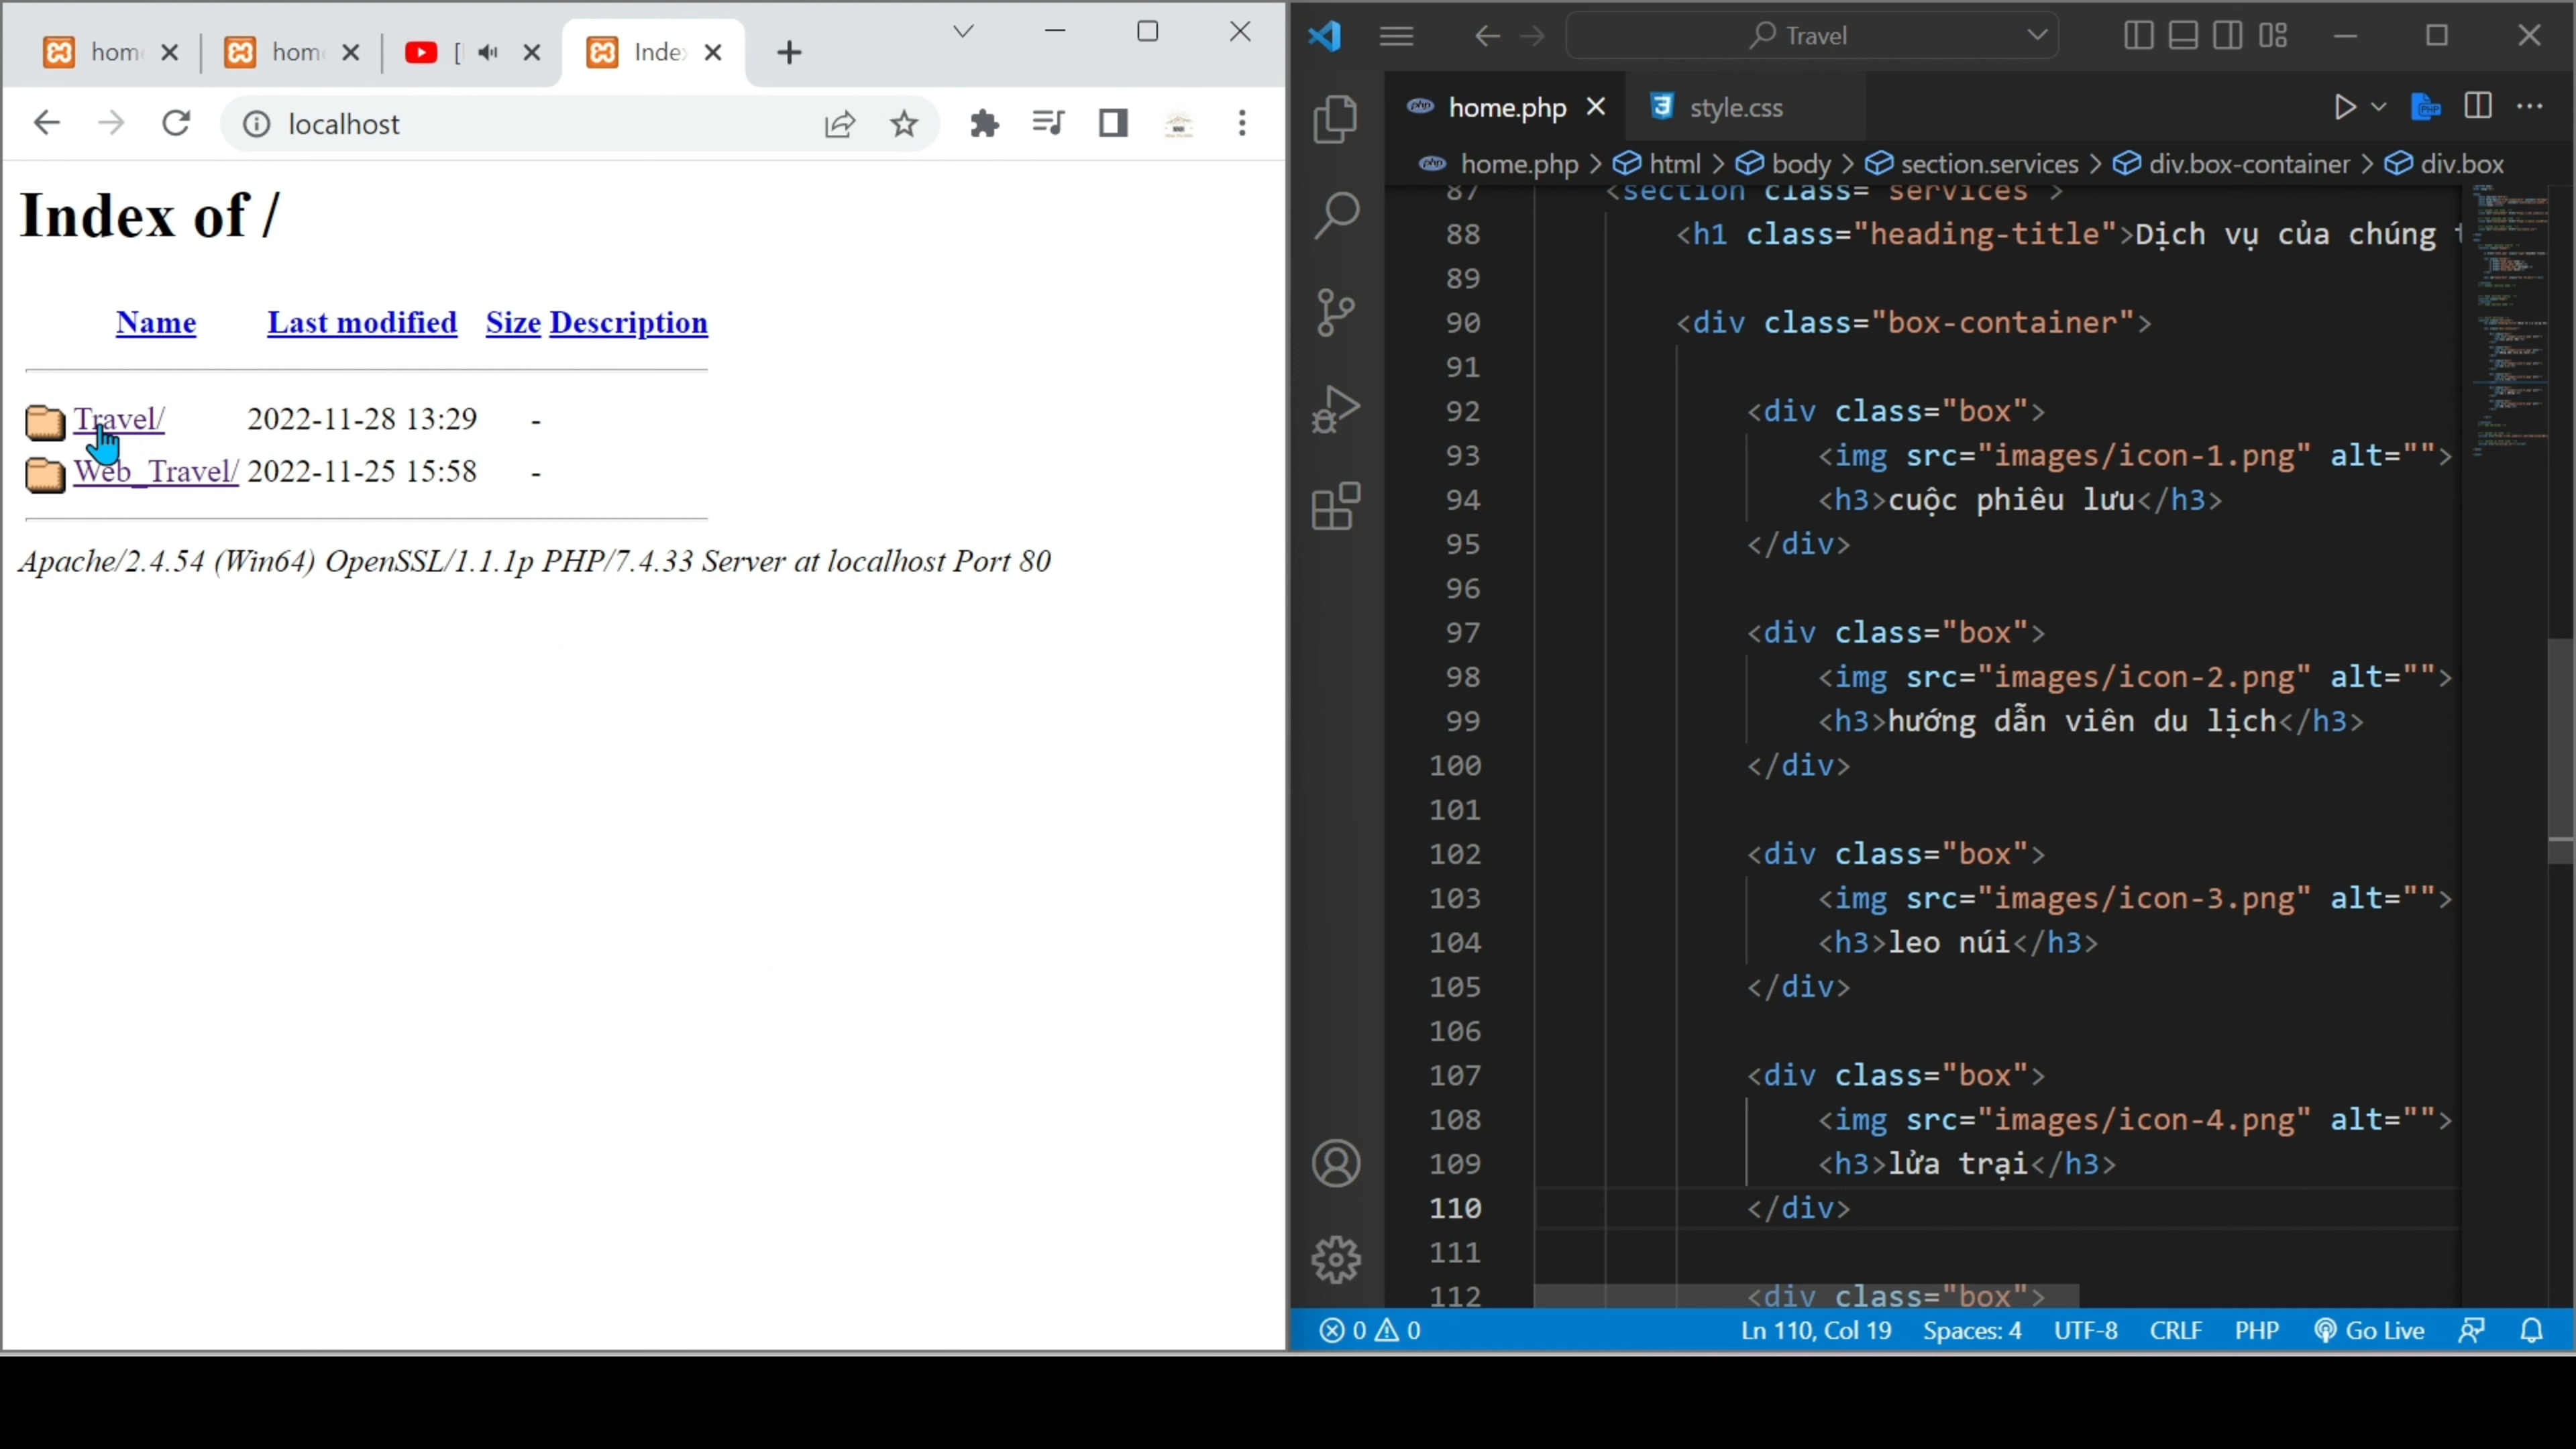 hom
hom
[
Inde
localhost
Index of /
Name Last modified Size Description
Travel/ 2022-11-28 13:29 -
Web_Travel/ 2022-11-25 15:58 -
Apache/2.4.54 (Win64) OpenSSL/1.1.1p PHP/7.4.33 Server at localhost Port 80
Travel
home.php
style.css
home.php > html > body > section.services > div.box-container > div.box
87 <section class="services">
88 <h1 class="heading-title">Dịch vụ của chúng t
89
90 <div class="box-container">
91
92 <div class="box">
93 <img src="images/icon-1.png" alt="">
94 <h3>cuộc phiêu lưu</h3>
95 </div>
96
97 <div class="box">
98 <img src="images/icon-2.png" alt="">
99 <h3>hướng dẫn viên du lịch</h3>
100 </div>
101
102 <div class="box">
103 <img src="images/icon-3.png" alt="">
104 <h3>leo núi</h3>
105 </div>
106
107 <div class="box">
108 <img src="images/icon-4.png" alt="">
109 <h3>lửa trại</h3>
110 </div>
111
112 <div class="box">
0 0 Ln 110, Col 19 Spaces: 4 UTF-8 CRLF PHP Go Live